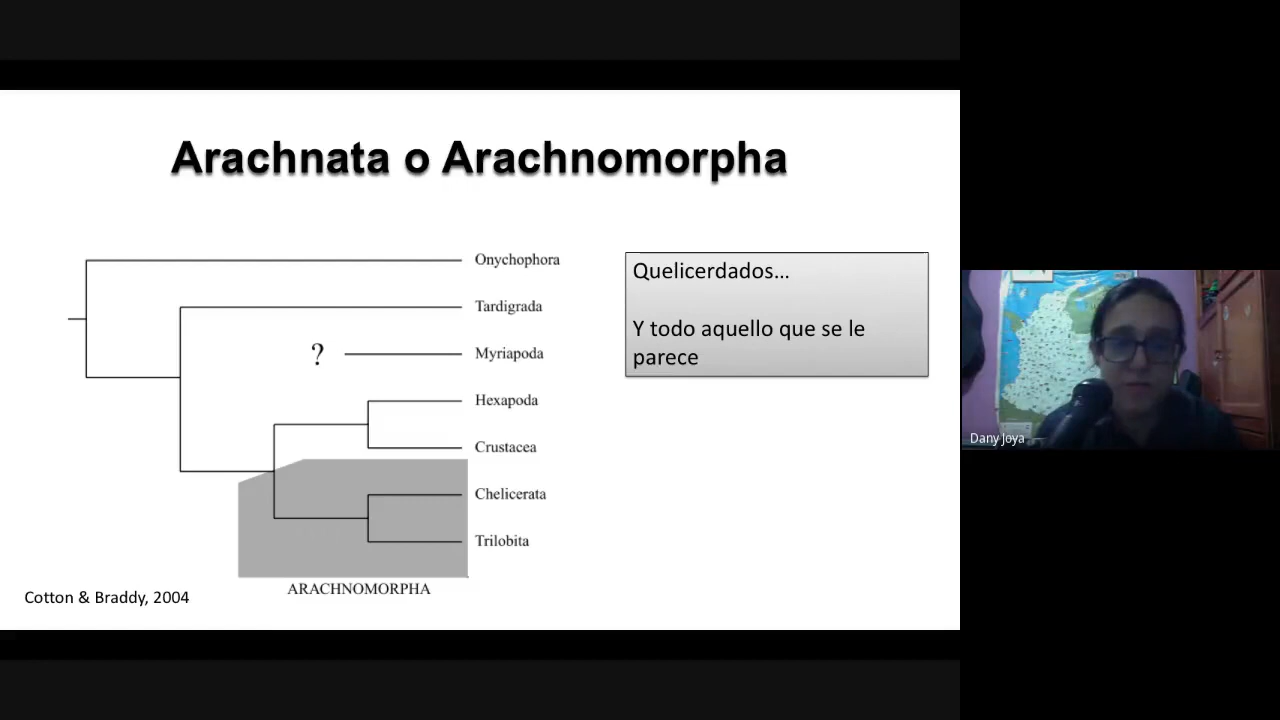 Arachnata o Arachnomorpha
Onychophora
Tardigrada
? Myriapoda
Hexapoda
Crustacea
Chelicerata
Trilobita
ARACHNOMORPHA
Cotton & Braddy, 2004
Quelicerdados...
Y todo aquello que se le
parece
Dany Joya